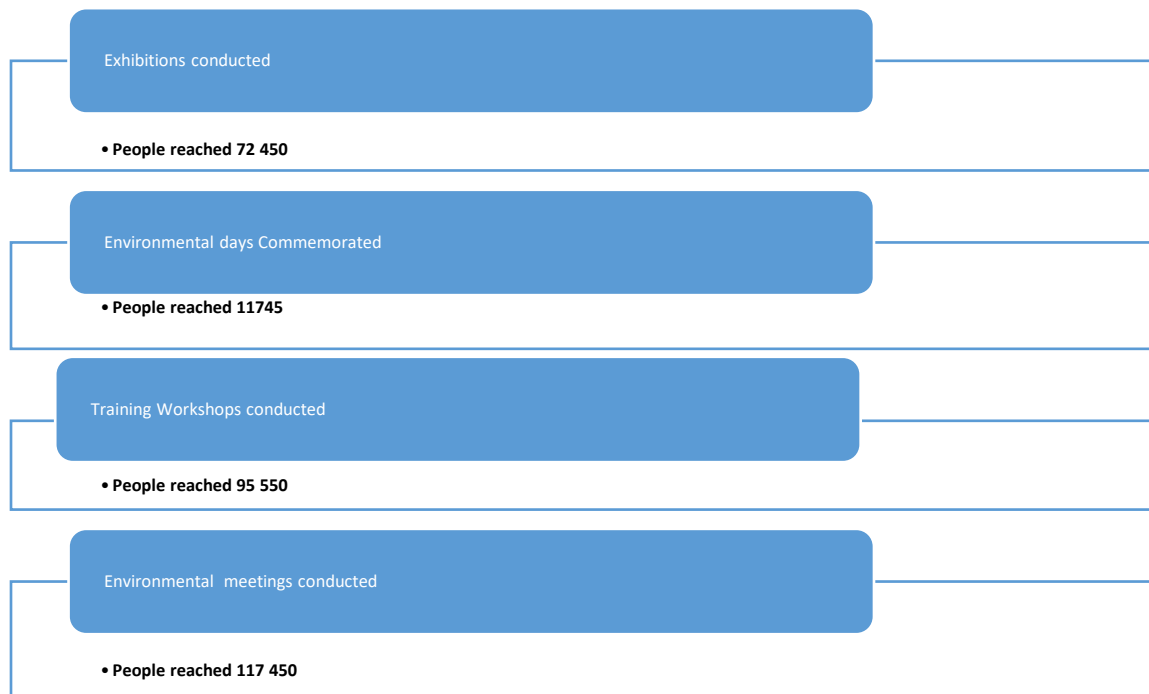 Exhibitions conducted
• People reached 72 450
Environmental days Commemorated
• People reached 11745
Training Workshops conducted
• People reached 95 550
Environmental  meetings conducted
• People reached 117 450